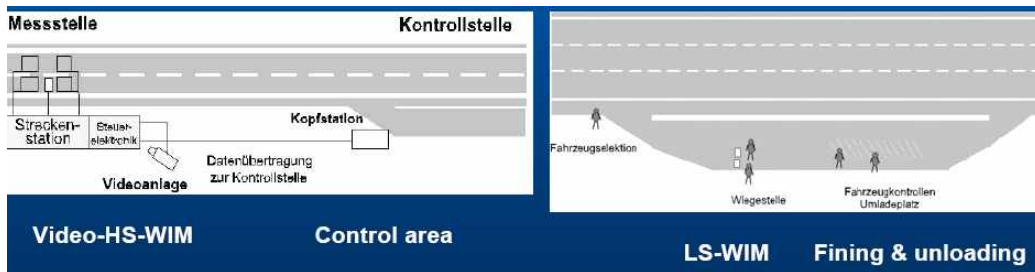 Messstelle
Kontrollstelle
Strecken-
station
Steuer-
elektronik
Kopfstation
Videoanlage
Datenübertragung
zur Kontrollstelle
Fahrzeugselektion
Wiegestelle
Fahrzeugkontrollen
Umladeplatz
Video-HS-WIM
Control area
LS-WIM
Fining & unloading